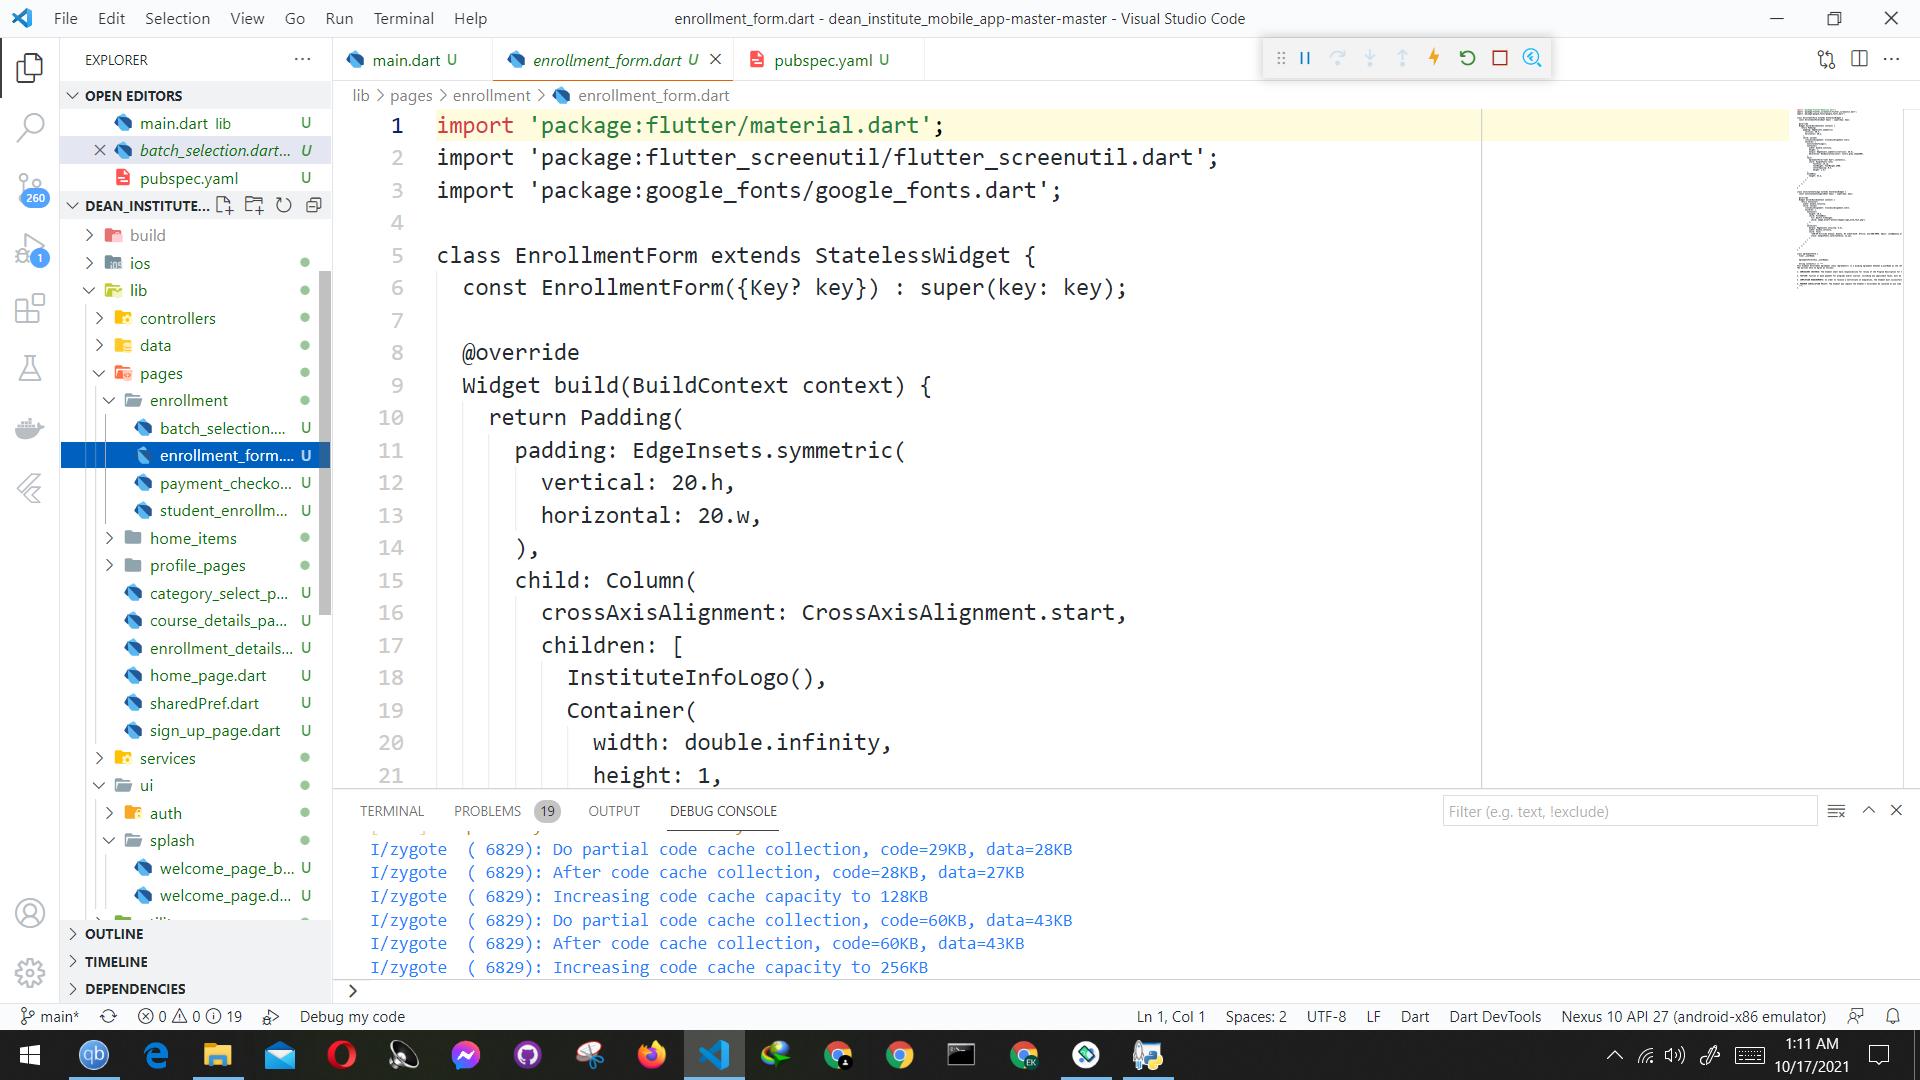 File Edit Selection View Go Run Terminal Help
enrollment_form.dart - dean_institute_mobile_app-master-master - Visual Studio Code
EXPLORER
main.dart U
enrollment_form.dart U
pubspec.yaml U
OPEN EDITORS
main.dart lib U
batch_selection.dart... U
pubspec.yaml U
DEAN_INSTITUTE...
build
ios
lib
controllers
data
pages
enrollment
batch_selection.... U
enrollment_form.... U
payment_checko... U
student_enrollm... U
home_items
profile_pages
category_select_p... U
course_details_pa... U
enrollment_details... U
home_page.dart U
sharedPref.dart U
sign_up_page.dart U
services
ui
auth
splash
welcome_page_b... U
welcome_page.d... U
OUTLINE
TIMELINE
DEPENDENCIES
260
1
lib > pages > enrollment > enrollment_form.dart
1 import 'package:flutter/material.dart';
2 import 'package:flutter_screenutil/flutter_screenutil.dart';
3 import 'package:google_fonts/google_fonts.dart';
4
5 class EnrollmentForm extends StatelessWidget {
6 const EnrollmentForm({Key? key}) : super(key: key);
7
8 @override
9 Widget build(BuildContext context) {
10 return Padding(
11 padding: EdgeInsets.symmetric(
12 vertical: 20.h,
13 horizontal: 20.w,
14 ),
15 child: Column(
16 crossAxisAlignment: CrossAxisAlignment.start,
17 children: [
18 InstituteInfoLogo(),
19 Container(
20 width: double.infinity,
21 height: 1,
TERMINAL PROBLEMS 19 OUTPUT DEBUG CONSOLE
Filter (e.g. text, !exclude)
I/zygote ( 6829): Do partial code cache collection, code=29KB, data=28KB
I/zygote ( 6829): After code cache collection, code=28KB, data=27KB
I/zygote ( 6829): Increasing code cache capacity to 128KB
I/zygote ( 6829): Do partial code cache collection, code=60KB, data=43KB
I/zygote ( 6829): After code cache collection, code=60KB, data=43KB
I/zygote ( 6829): Increasing code cache capacity to 256KB
>
main* 0 0 19 Debug my code
Ln 1, Col 1 Spaces: 2 UTF-8 LF Dart Dart DevTools Nexus 10 API 27 (android-x86 emulator)
qb
EK
1:11 AM
10/17/2021